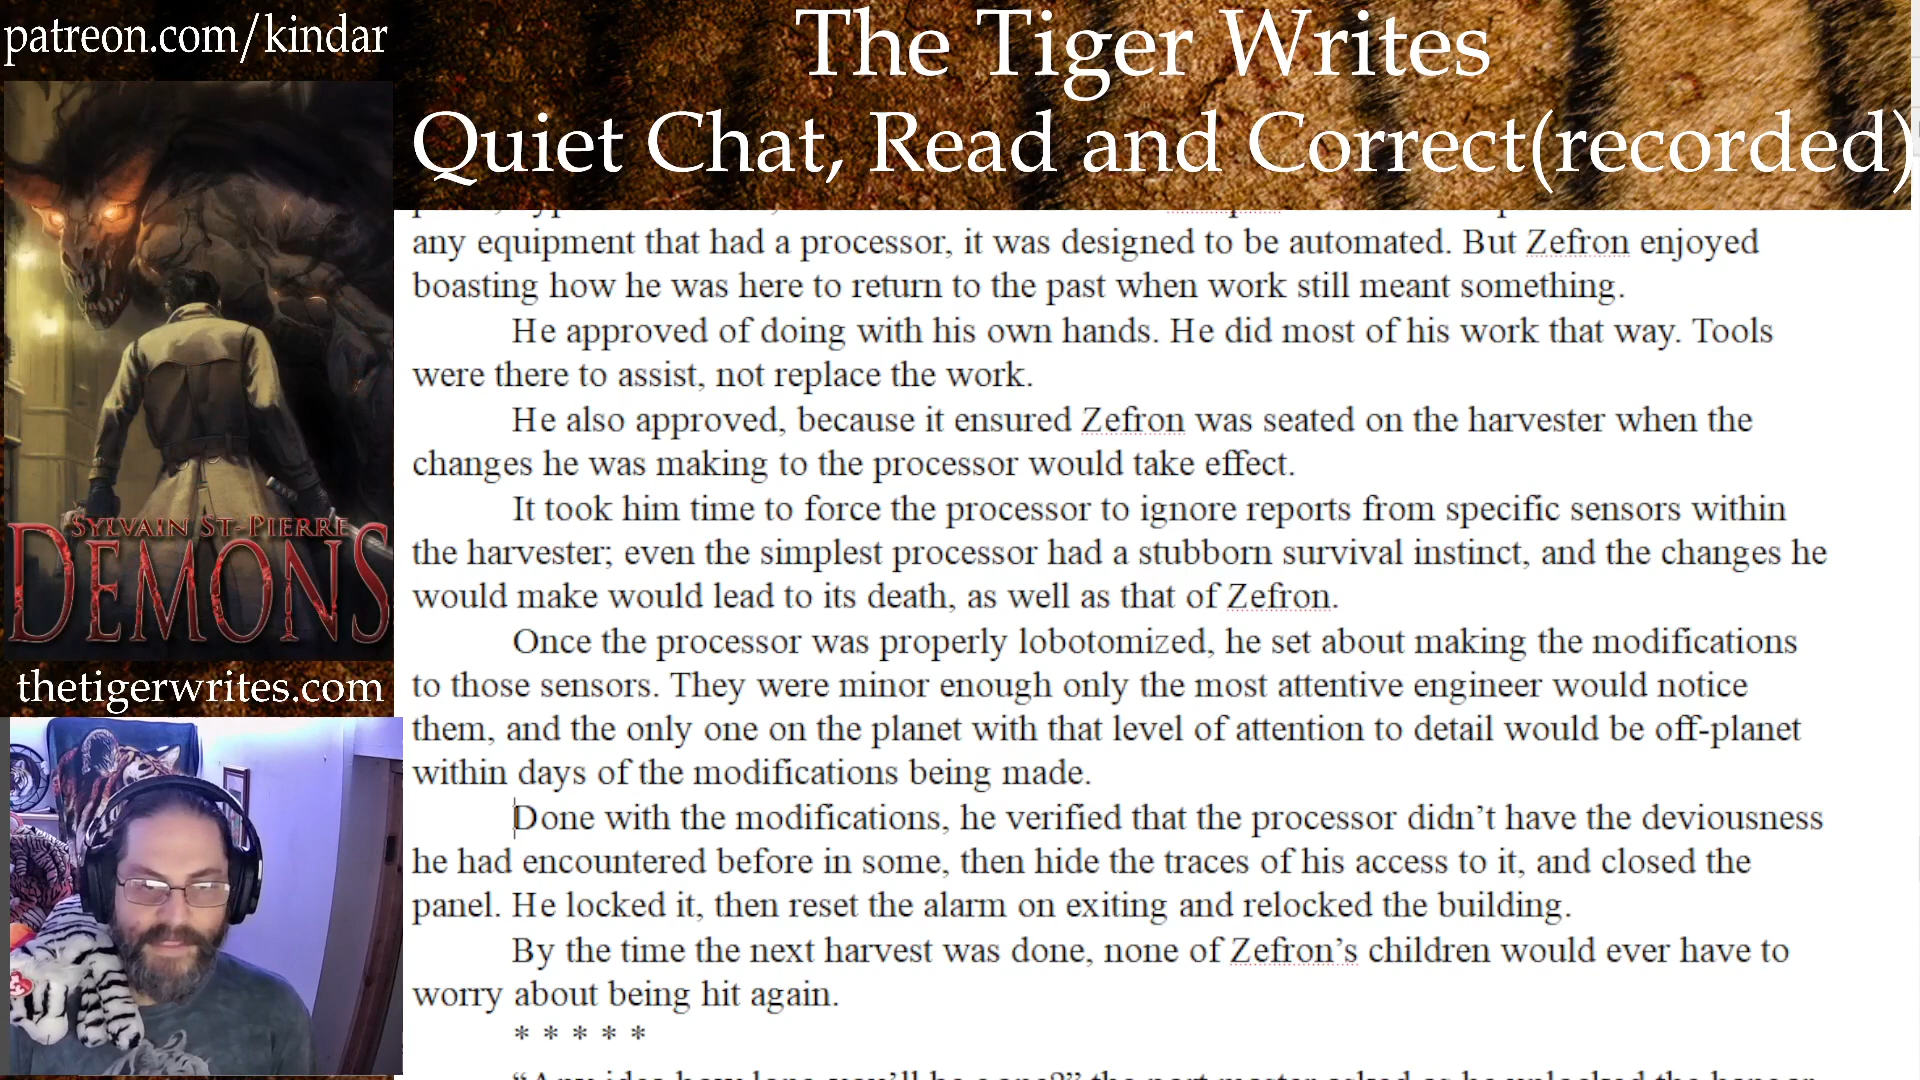 patreon.com/kindar
The Tiger Writes
Quiet Chat, Read and Correct(recorded)
any equipment that had a processor, it was designed to be automated. But Zefron enjoyed
boasting how he was here to return to the past when work still meant something.
He approved of doing with his own hands. He did most of his work that way. Tools
were there to assist, not replace the work.
He also approved, because it ensured Zefron was seated on the harvester when the
changes he was making to the processor would take effect.
It took him time to force the processor to ignore reports from specific sensors within
the harvester; even the simplest processor had a stubborn survival instinct, and the changes he
would make would lead to its death, as well as that of Zefron.
Once the processor was properly lobotomized, he set about making the modifications
to those sensors. They were minor enough only the most attentive engineer would notice
them, and the only one on the planet with that level of attention to detail would be off-planet
within days of the modifications being made.
Done with the modifications, he verified that the processor didn’t have the deviousness
he had encountered before in some, then hide the traces of his access to it, and closed the
panel. He locked it, then reset the alarm on exiting and relocked the building.
By the time the next harvest was done, none of Zefron’s children would ever have to
worry about being hit again.
* * * * *
SYLVAIN ST-PIERRE
DEMONS
thetigerwrites.com